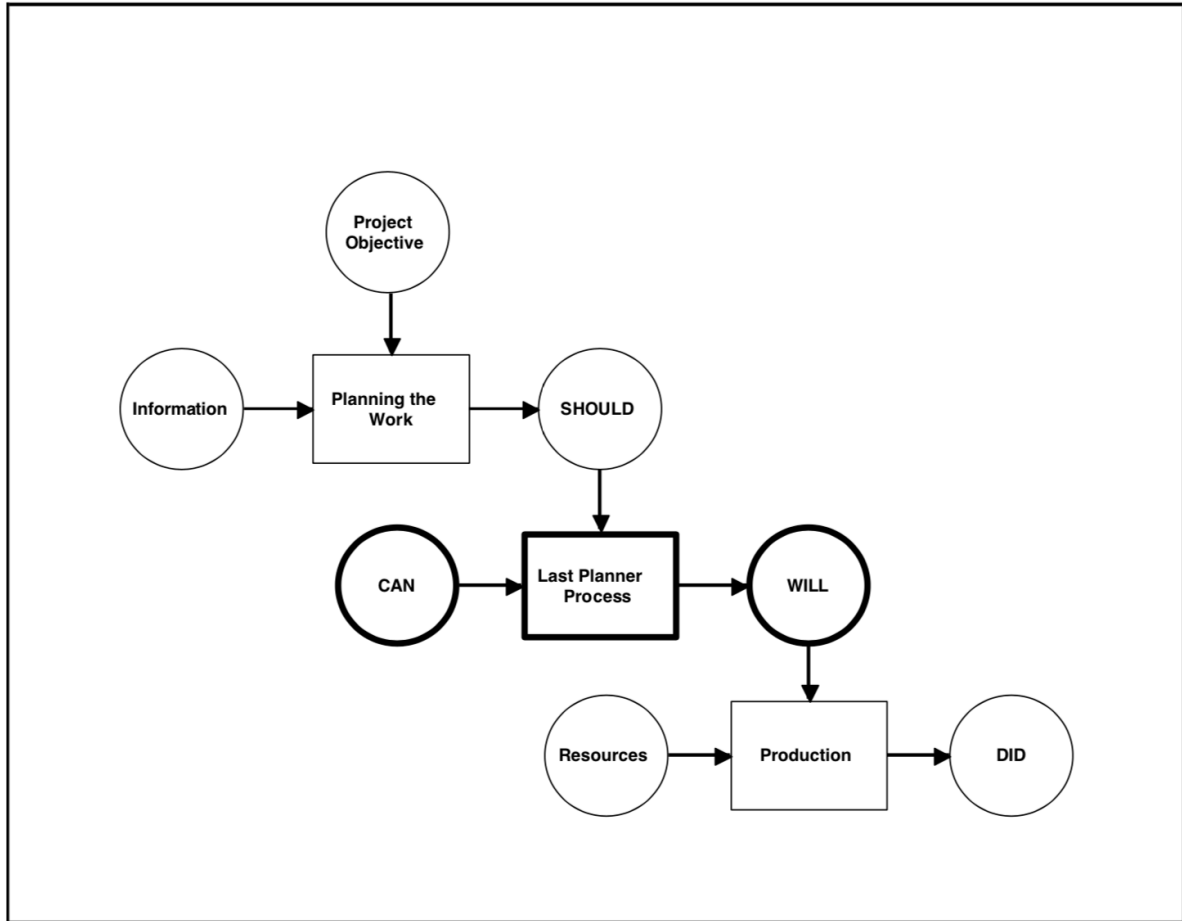 Project
Objective
Information
Planning the
Work
SHOULD
CAN
Last Planner
Process
WILL
Resources
Production
DID